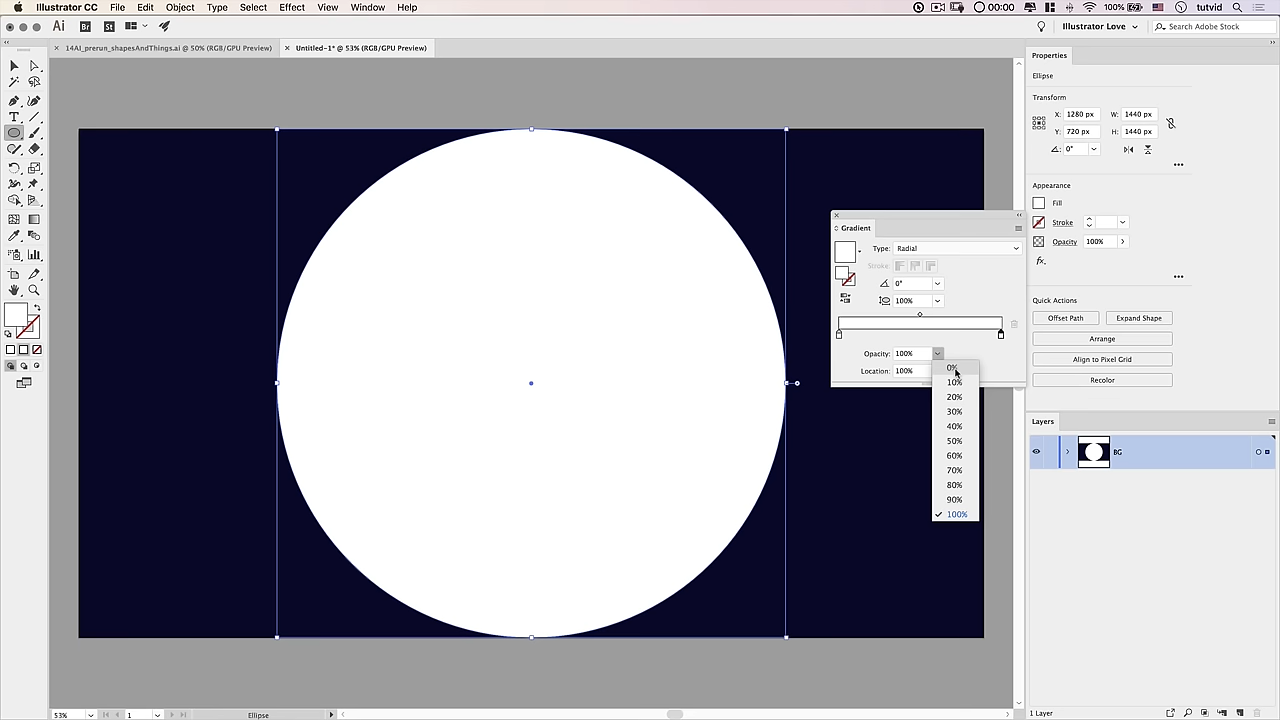 Illustrator CC File Edit Object Type Select Effect View Window Help 00:00 100% tutvid
Ai Br St Illustrator Love Search Adobe Stock
14AI_prerun_shapesAndThings.ai @ 50% (RGB/GPU Preview) Untitled-1* @ 53% (RGB/GPU Preview)
Properties
Ellipse
Transform
X: 1280 px W: 1440 px
Y: 720 px H: 1440 px
0°
Appearance
Fill
Stroke
Opacity 100%
fx.
Quick Actions
Offset Path Expand Shape
Arrange
Align to Pixel Grid
Recolor
Gradient
Type: Radial
Stroke:
0°
100%
Opacity: 100%
Location: 100%
0%
10%
20%
30%
40%
50%
60%
70%
80%
90%
100%
Layers
BG
53% 1 Ellipse
1 Layer